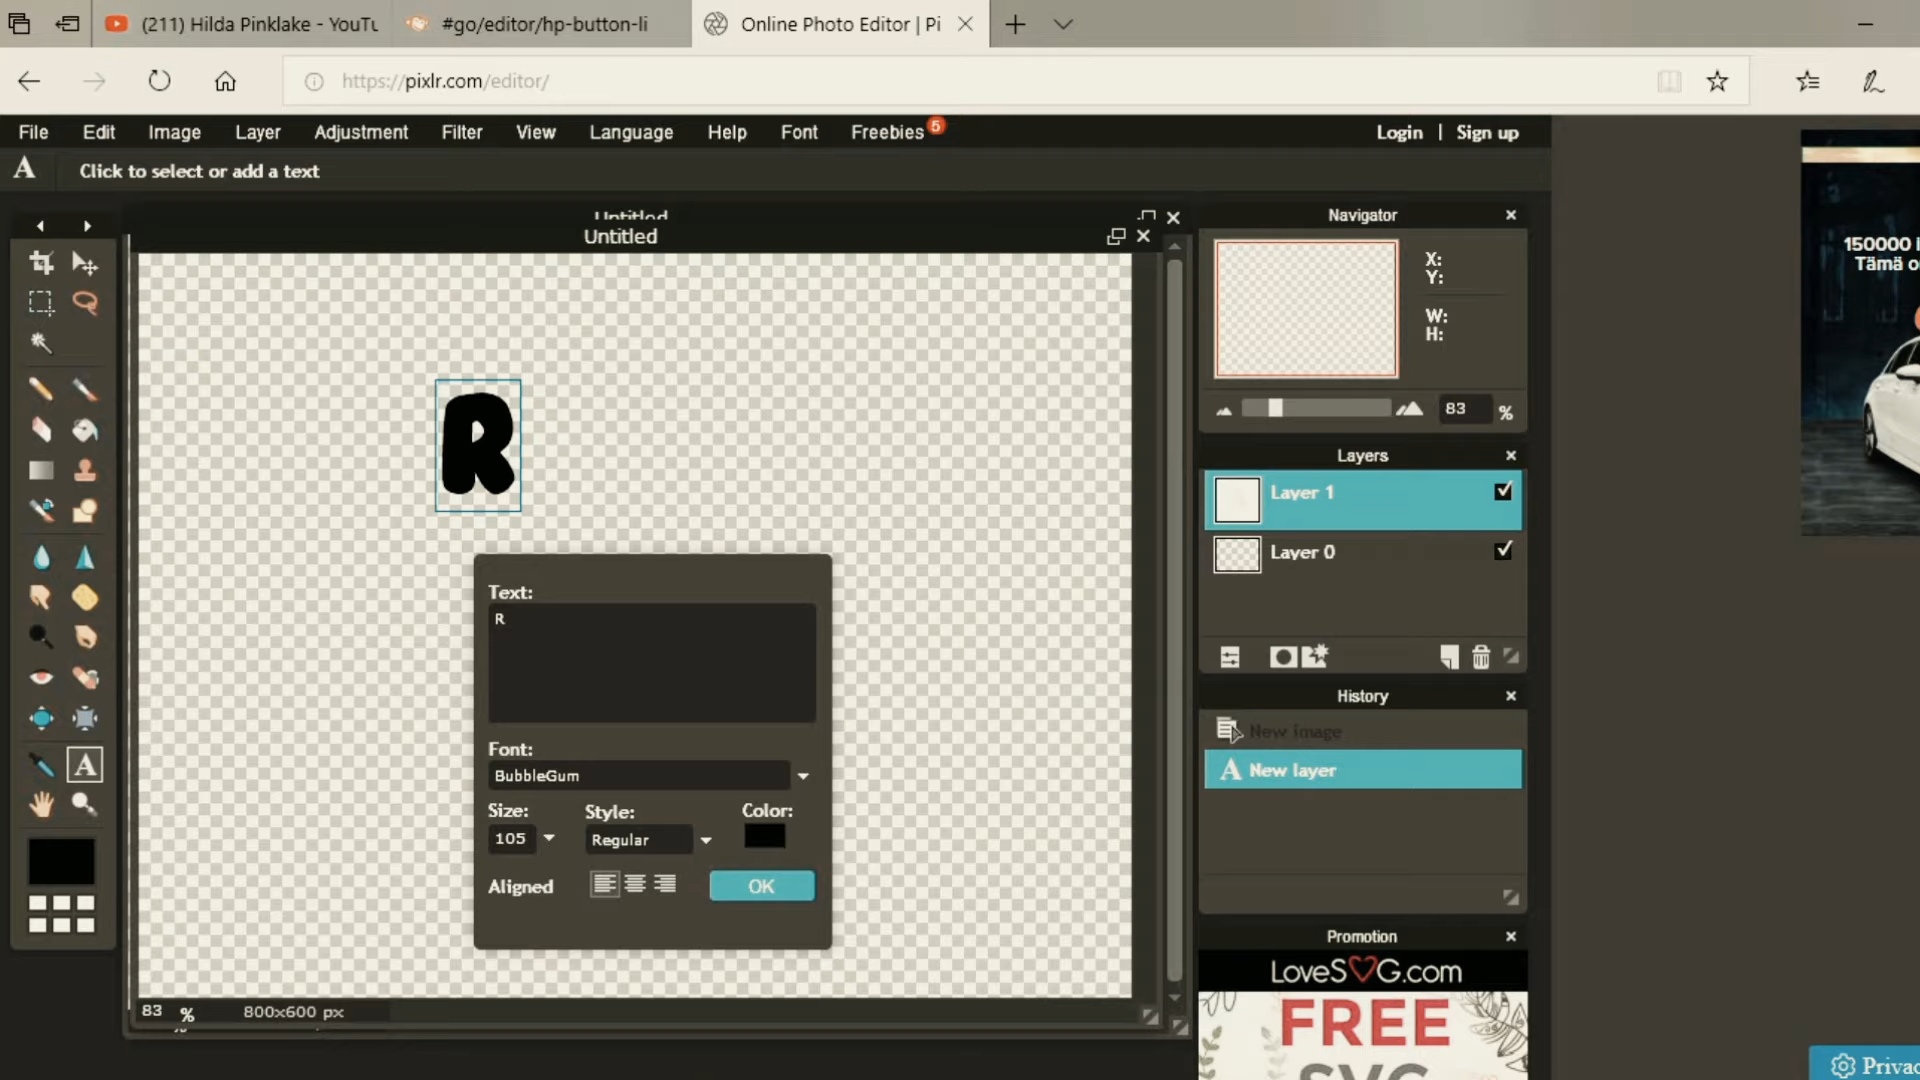 (211) Hilda Pinklake - YouTu
#go/editor/hp-button-li
Online Photo Editor | Pi
https://pixlr.com/editor/
File Edit Image Layer Adjustment Filter View Language Help Font Freebies 5
Login | Sign up
A Click to select or add a text
Untitled
Untitled
R
Text:
R
Font:
BubbleGum
Size: Style: Color:
105 Regular
Aligned OK
83 % 800x600 px
Navigator
X:
Y:
W:
H:
83 %
Layers
Layer 1
Layer 0
History
New image
A New layer
Promotion
LoveSVG.com
FREE
SVG
150000
Tämä
Privac